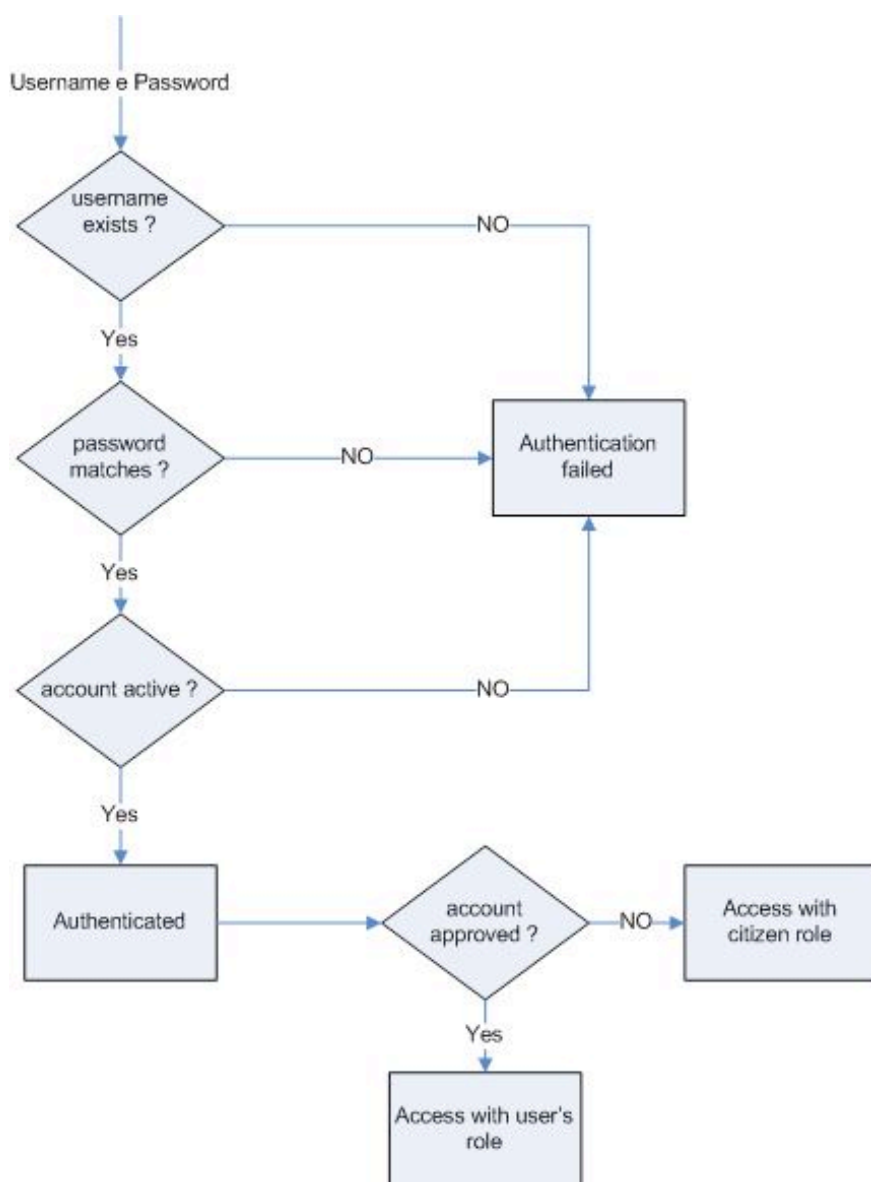 Username e Password
username
exists ?
NO
Yes
password
matches ?
NO
Authentication
failed
Yes
account active ?
NO
Yes
Authenticated
account
approved ?
NO
Access with
citizen role
Yes
Access with user's
role